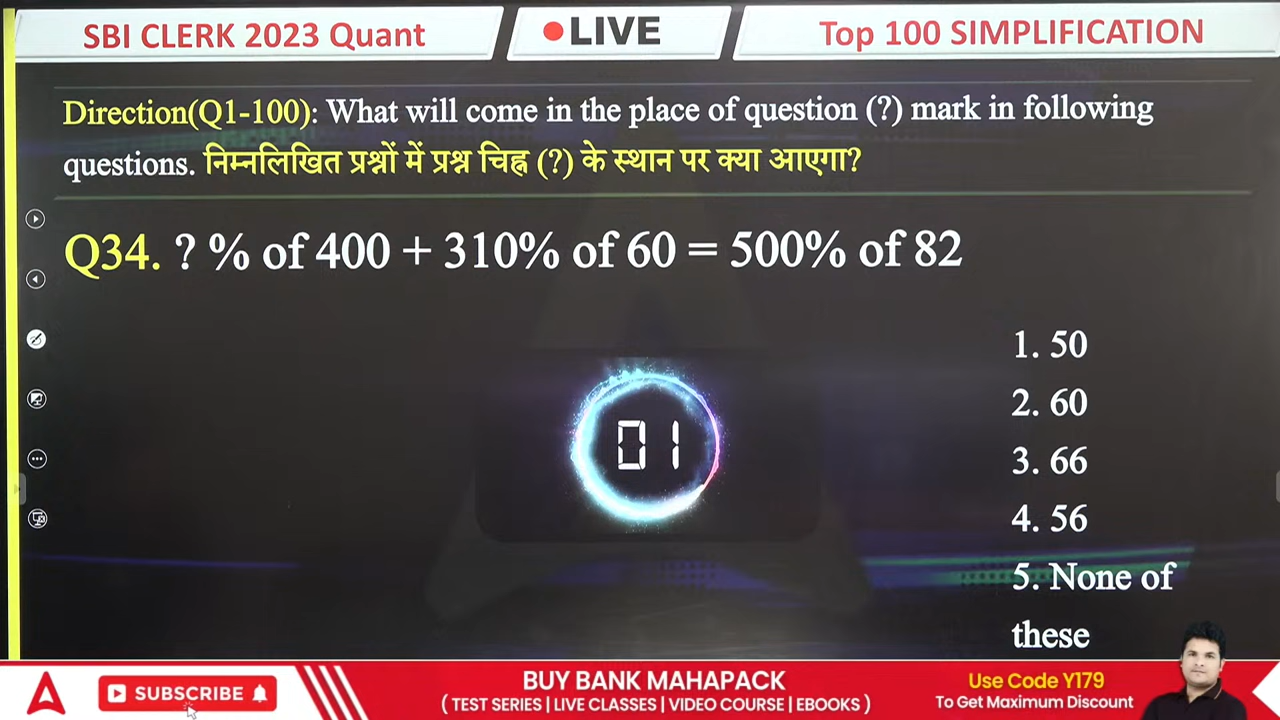 SBI CLERK 2023 Quant
LIVE
Top 100 SIMPLIFICATION
Direction(Q1-100): What will come in the place of question (?) mark in following
questions. निम्नलिखित प्रश्नों में प्रश्न चिह्न (?) के स्थान पर क्या आएगा?
Q34. ? % of 400 + 310% of 60 = 500% of 82
1. 50
2. 60
3. 66
4. 56
5. None of
these
01
SUBSCRIBE
BUY BANK MAHAPACK
( TEST SERIES | LIVE CLASSES | VIDEO COURSE | EBOOKS )
Use Code Y179
To Get Maximum Discount